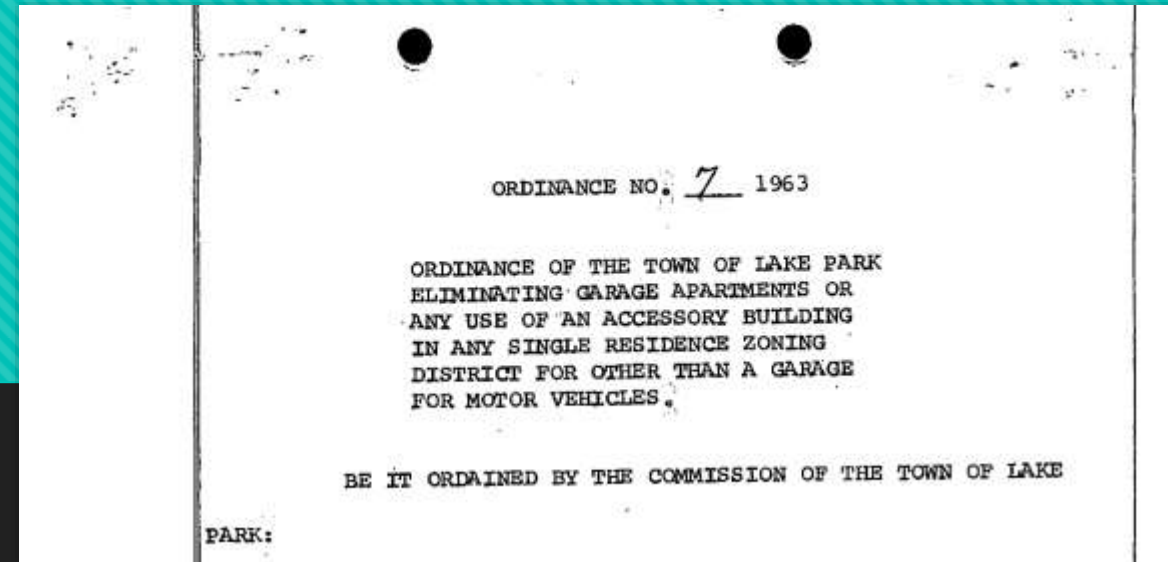 ORDINANCE NO. 7 1963
ORDINANCE OF THE TOWN OF LAKE PARK
ELIMINATING GARAGE APARTMENTS OR
ANY USE OF AN ACCESSORY BUILDING
IN ANY SINGLE RESIDENCE ZONING
DISTRICT FOR OTHER THAN A GARAGE
FOR MOTOR VEHICLES.
BE IT ORDAINED BY THE COMMISSION OF THE TOWN OF LAKE
PARK: